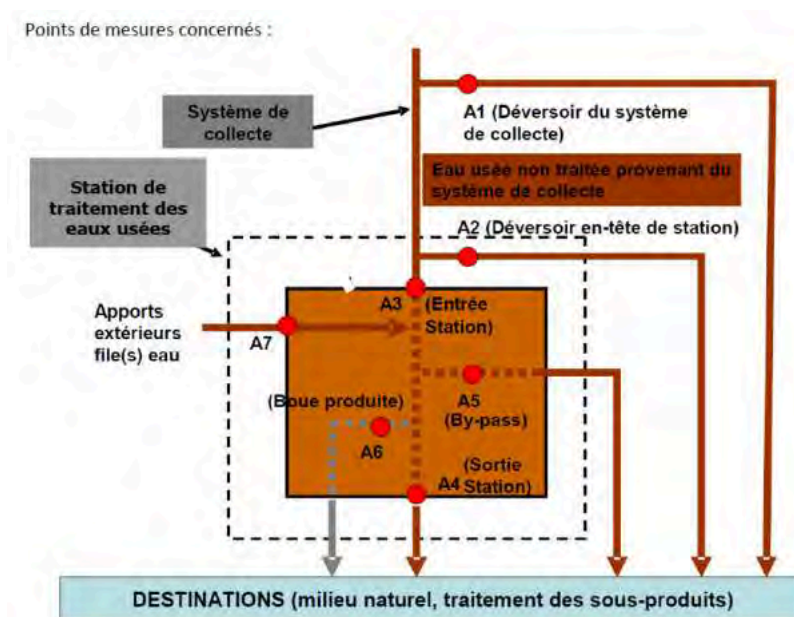 Points de mesures concernés :
Système de
collecte
A1 (Déversoir du système
de collecte)
Station de
traitement des
eaux usées
Eau usée non traitée provenant du
système de collecte
A2 (Déversoir en-tête de station)
Apports
extérieurs
file(s) eau
A7
A3
(Entrée
Station)
(Boue produite)
A5
(By-pass)
A6
(Sortie
Station)
A4
DESTINATIONS (milieu naturel, traitement des sous-produits)